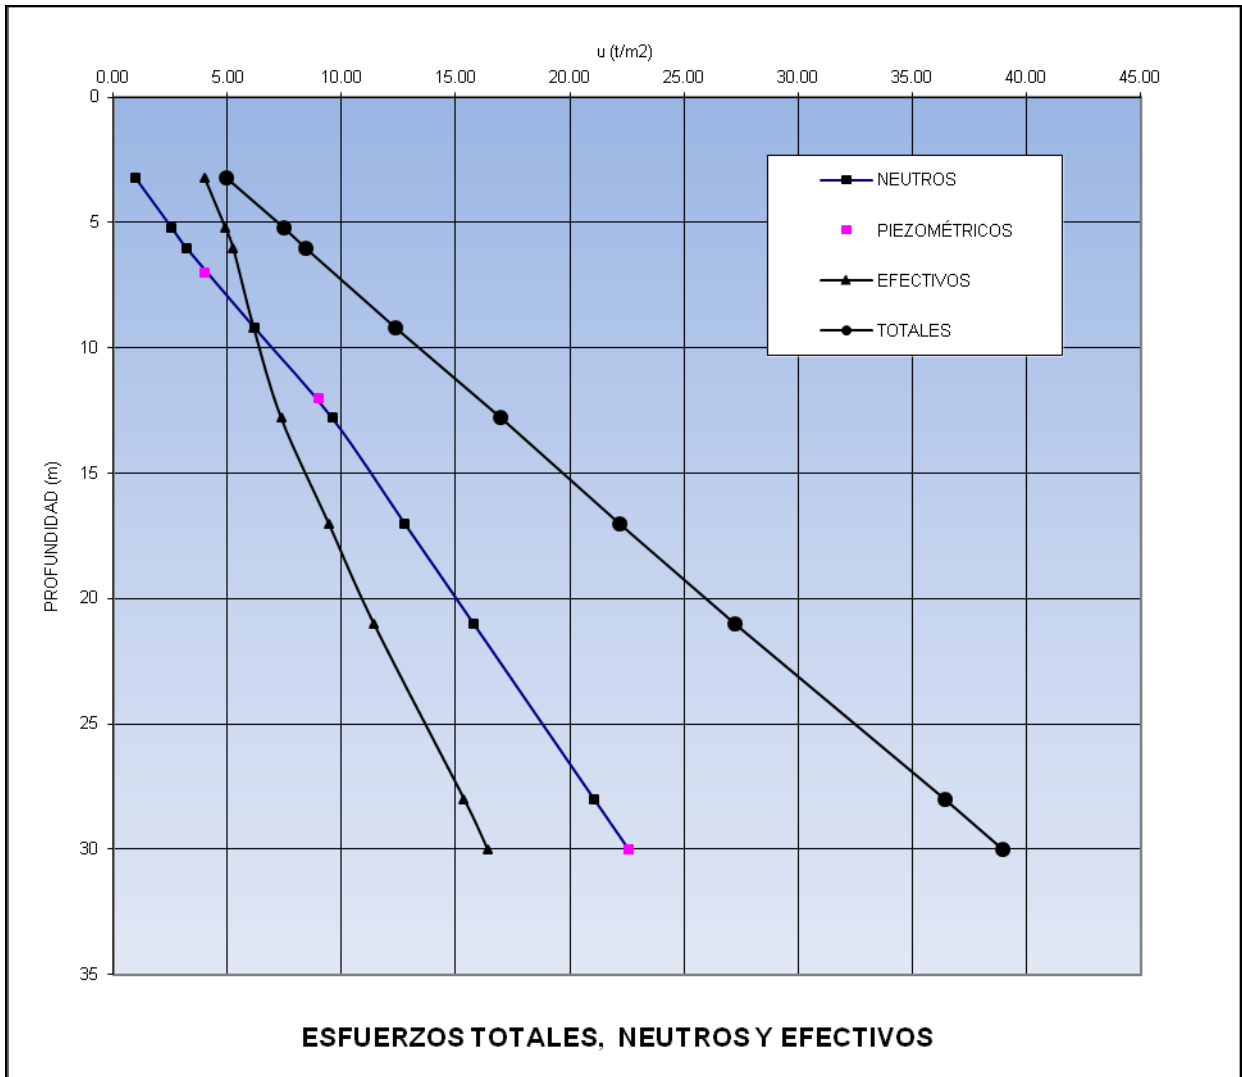 u (t/m2)
0.00 5.00 10.00 15.00 20.00 25.00 30.00 35.00 40.00 45.00
0
5
10
15
20
25
30
35
PROFUNDIDAD (m)
NEUTROS
PIEZOMÉTRICOS
EFECTIVOS
TOTALES
ESFUERZOS TOTALES, NEUTROS Y EFECTIVOS